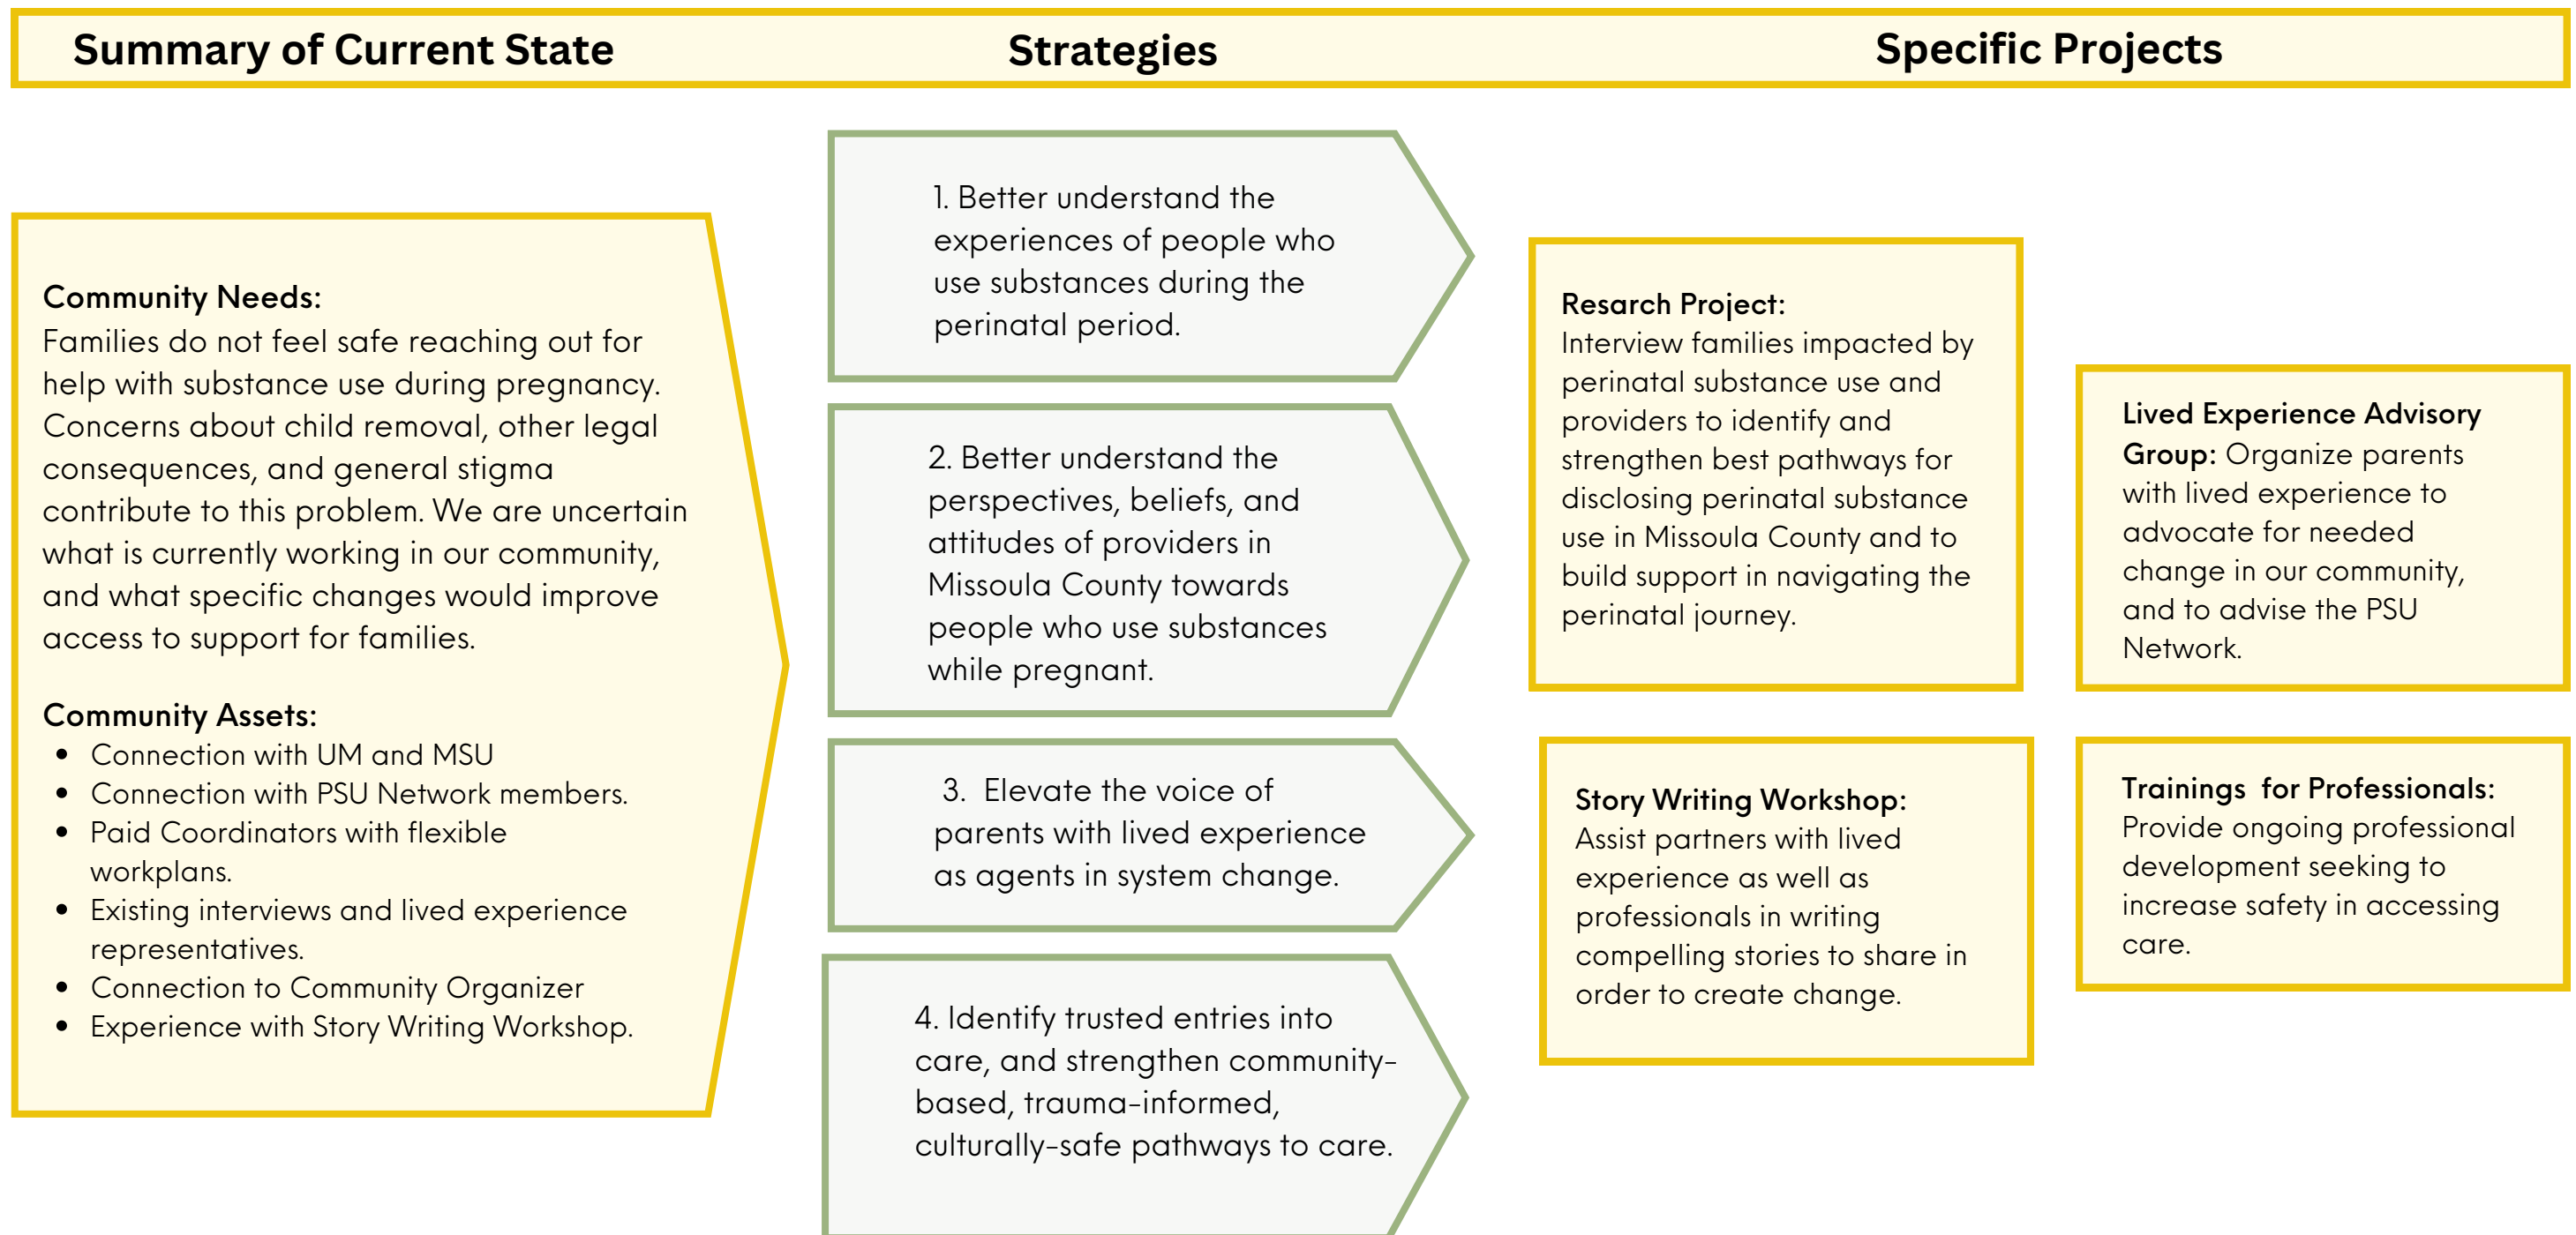 Summary of Current State
Strategies
Specific Projects
Community Needs:
Families do not feel safe reaching out for
help with substance use during pregnancy.
Concerns about child removal, other legal
consequences, and general stigma
contribute to this problem. We are uncertain
what is currently working in our community,
and what specific changes would improve
access to support for families.
Community Assets:
• Connection with UM and MSU
• Connection with PSU Network members.
• Paid Coordinators with flexible
workplans.
• Existing interviews and lived experience
representatives.
• Connection to Community Organizer
• Experience with Story Writing Workshop.
1. Better understand the
experiences of people who
use substances during the
perinatal period.
2. Better understand the
perspectives, beliefs, and
attitudes of providers in
Missoula County towards
people who use substances
while pregnant.
3. Elevate the voice of
parents with lived experience
as agents in system change.
4. Identify trusted entries into
care, and strengthen community-
based, trauma-informed,
culturally-safe pathways to care.
Resarch Project:
Interview families impacted by
perinatal substance use and
providers to identify and
strengthen best pathways for
disclosing perinatal substance
use in Missoula County and to
build support in navigating the
perinatal journey.
Lived Experience Advisory
Group: Organize parents
with lived experience to
advocate for needed
change in our community,
and to advise the PSU
Network.
Story Writing Workshop:
Assist partners with lived
experience as well as
professionals in writing
compelling stories to share in
order to create change.
Trainings  for Professionals:
Provide ongoing professional
development seeking to
increase safety in accessing
care.